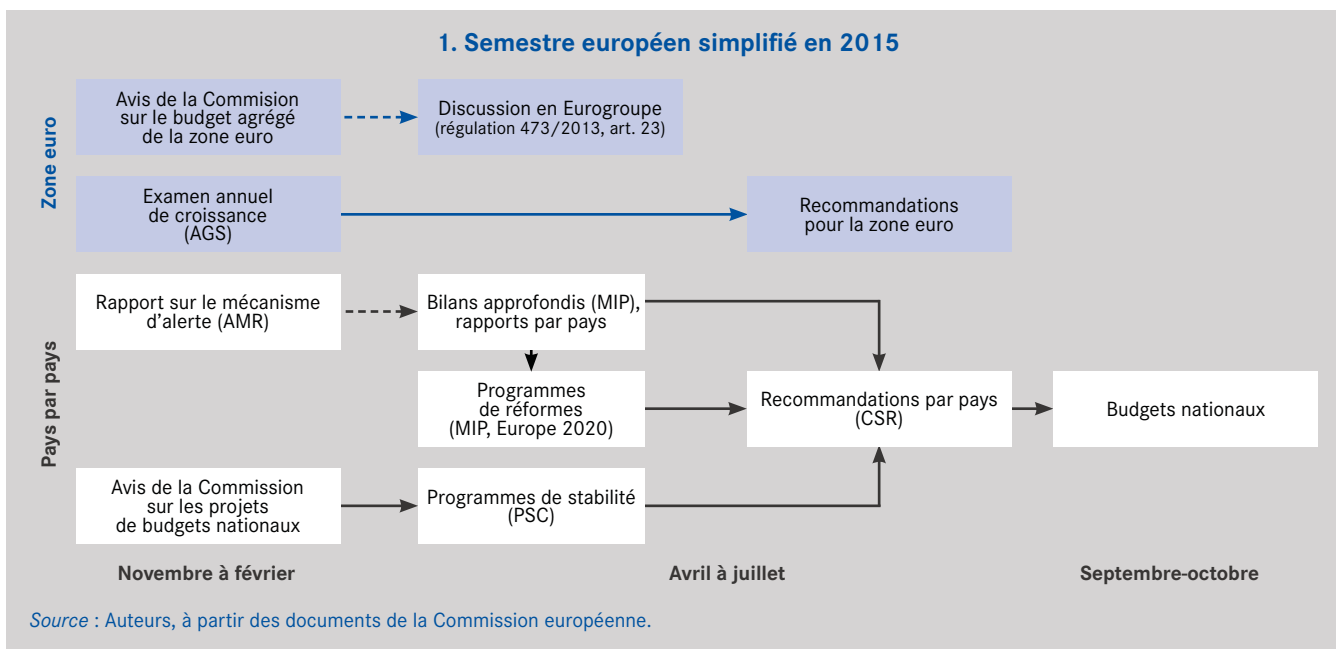 1. Semestre européen simplifié en 2015
Zone euro
Avis de la Commision
sur le budget agrégé
de la zone euro
Discussion en Eurogroupe
(régulation 473/2013, art. 23)
Examen annuel
de croissance
(AGS)
Recommandations
pour la zone euro
Pays par pays
Rapport sur le mécanisme
d'alerte (AMR)
Bilans approfondis (MIP),
rapports par pays
Programmes
de réformes
(MIP, Europe 2020)
Recommandations par pays
(CSR)
Budgets nationaux
Avis de la Commission
sur les projets
de budgets nationaux
Programmes de stabilité
(PSC)
Novembre à février
Avril à juillet
Septembre-octobre
Source : Auteurs, à partir des documents de la Commission européenne.